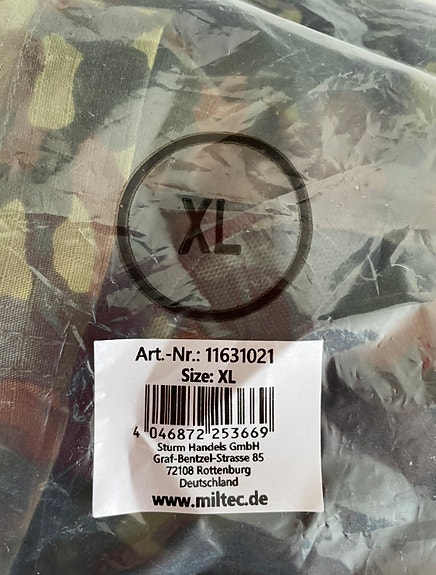 XL
Art.-Nr.: 11631021
Size: XL
4 046872 253669
Sturm Handels GmbH
Graf-Bentzel-Strasse 85
72108 Rottenburg
Deutschland
www.miltec.de